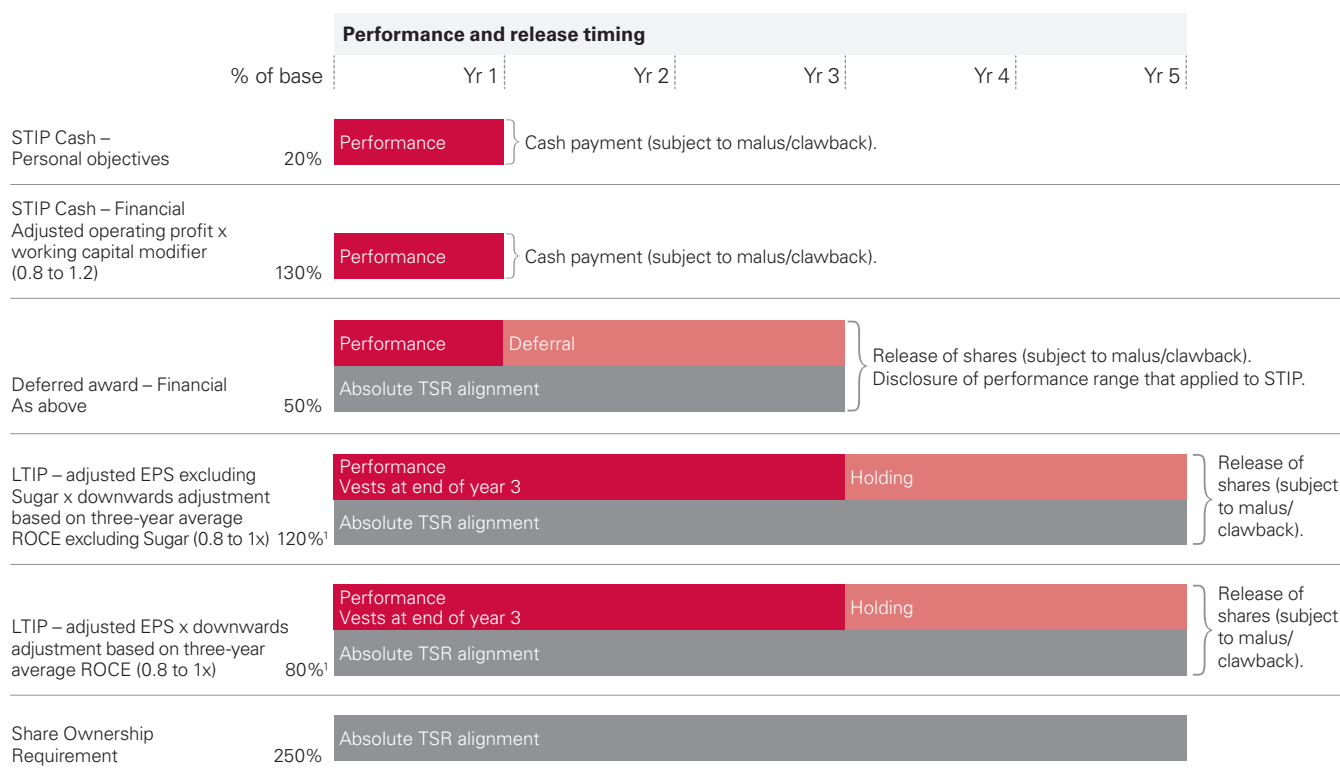 Performance and release timing
% of base Yr 1 Yr 2 Yr 3 Yr 4 Yr 5
STIP Cash –
Personal objectives 20%
Performance
Cash payment (subject to malus/clawback).
STIP Cash – Financial
Adjusted operating profit x
working capital modifier
(0.8 to 1.2) 130%
Performance
Cash payment (subject to malus/clawback).
Deferred award – Financial
As above 50%
Performance Deferral
Absolute TSR alignment
Release of shares (subject to malus/clawback).
Disclosure of performance range that applied to STIP.
LTIP – adjusted EPS excluding
Sugar x downwards adjustment
based on three-year average
ROCE excluding Sugar (0.8 to 1x) 120%¹
Performance
Vests at end of year 3
Holding
Absolute TSR alignment
Release of
shares (subject
to malus/
clawback).
LTIP – adjusted EPS x downwards
adjustment based on three-year
average ROCE (0.8 to 1x) 80%¹
Performance
Vests at end of year 3
Holding
Absolute TSR alignment
Release of
shares (subject
to malus/
clawback).
Share Ownership
Requirement 250%
Absolute TSR alignment